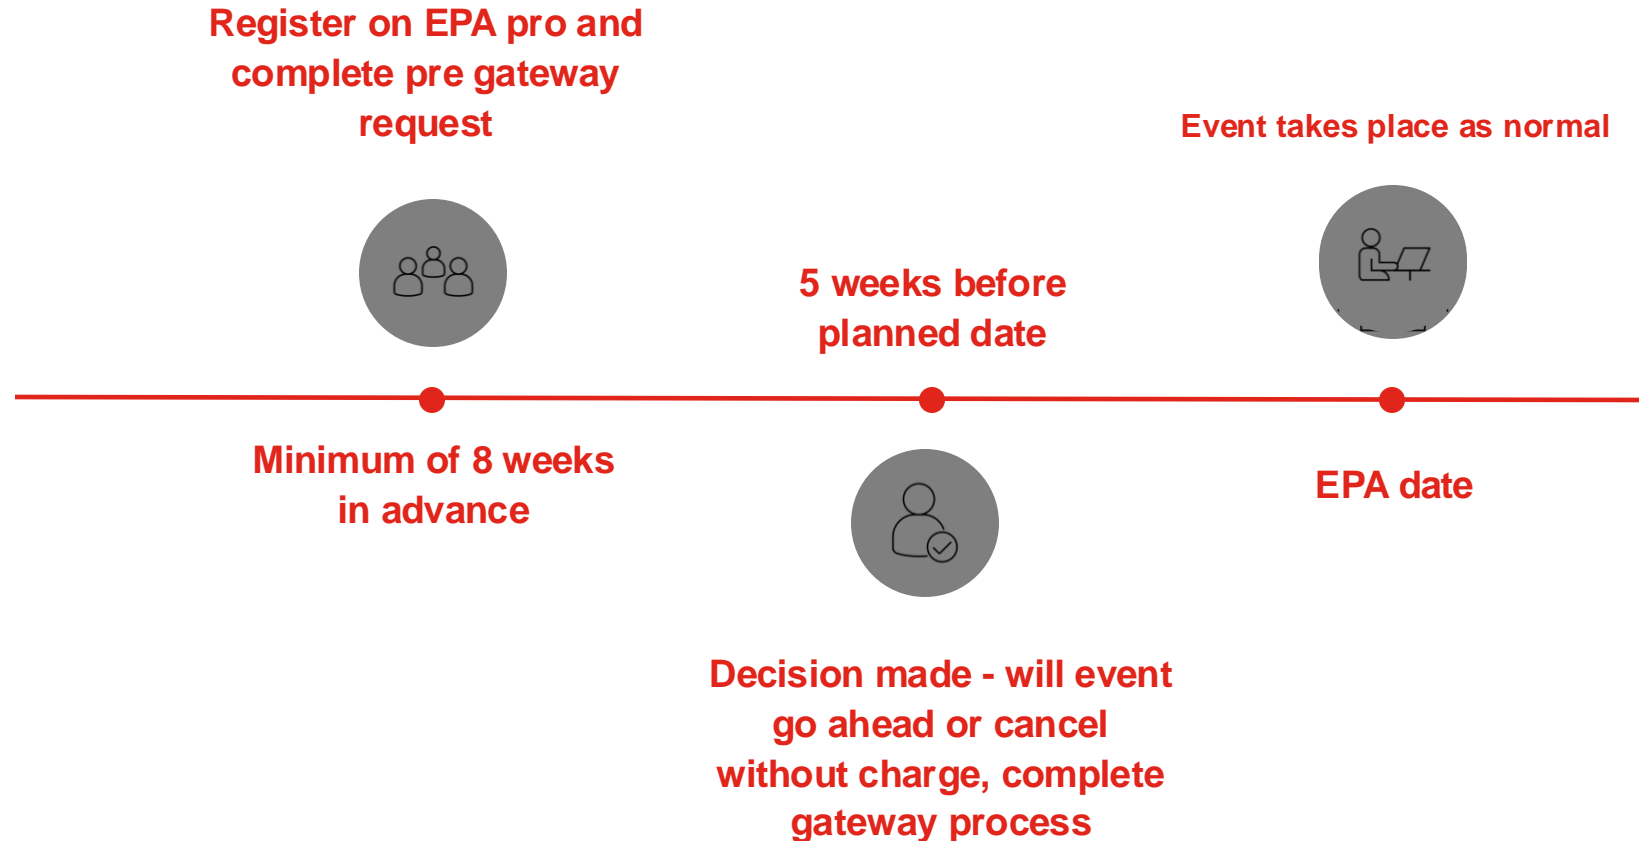 Register on EPA pro and
complete pre gateway
request
Minimum of 8 weeks
in advance
5 weeks before
planned date
Decision made - will event
go ahead or cancel
without charge, complete
gateway process
Event takes place as normal
EPA date